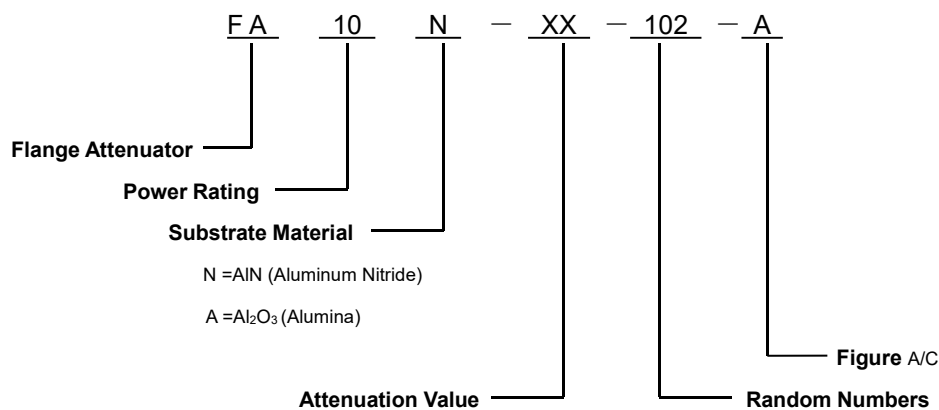 FA 10 N — XX — 102 — A
Flange Attenuator
Power Rating
Substrate Material
N =AlN (Aluminum Nitride)
A =Al₂O₃ (Alumina)
Figure A/C
Attenuation Value
Random Numbers